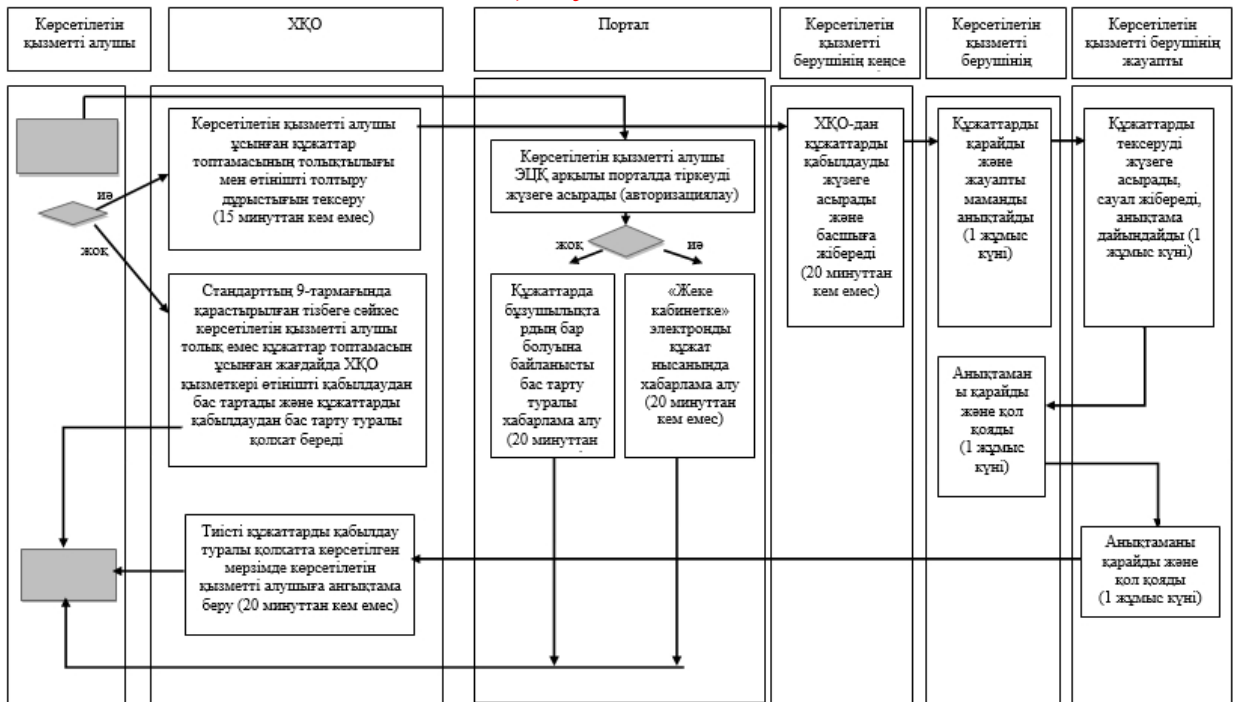 Көрсетілетін
қызметті алушы
ХҚО
Портал
Көрсетілетін
қызметті
берушінің кеңсе
Көрсетілетін
қызметті
берушінің
Көрсетілетін
қызметті берушінің
жауапты
Көрсетілетін қызметті алушы
ұсынған құжаттар
топтамасының толықтылығы
мен өтінішті толтыру
дұрыстығын тексеру
(15 минуттан кем емес)
иә
жоқ
Стандарттың 9-тармағында
қарастырылған тізбеге сәйкес
көрсетілетін қызметті алушы
толық емес құжаттар топтамасын
ұсынған жағдайда ХҚО
қызметкері өтінішті қабылдаудан
бас тартады және құжаттарды
қабылдаудан бас тарту туралы
қолхат береді
Тиісті құжаттарды қабылдау
туралы қолхатта көрсетілген
мерзімде көрсетілетін
қызметті алушыға аңғықтама
беру (20 минуттан кем емес)
Көрсетілетін қызметті алушы
ЭЦҚ арқылы порталда тіркеуді
жүзеге асырады (авторизациялау)
жоқ
иә
Құжаттарда
бұзушылықта
рдың бар
болуына
байланысты
бас тарту
туралы
хабарлама алу
(20 минуттан
«Жеке
кабинетке»
электронды
құжат
нысанында
хабарлама алу
(20 минуттан
кем емес)
ХҚО-дан
құжаттарды
қабылдауды
жүзеге
асырады
және
басшыға
жібереді
(20 минуттан
кем емес)
Құжаттарды
қарайды
және
жауапты
маманды
анықтайды
(1 жұмыс
күні)
Құжаттарды
тексеруді
жүзеге
асырады,
сауал жібереді,
анықтама
дайындайды (1
жұмыс күні)
Анықтаман
ы қарайды
және қол
қояды
(1 жұмыс
күні)
Анықтаманы
қарайды және
қол қояды
(1 жұмыс күні)